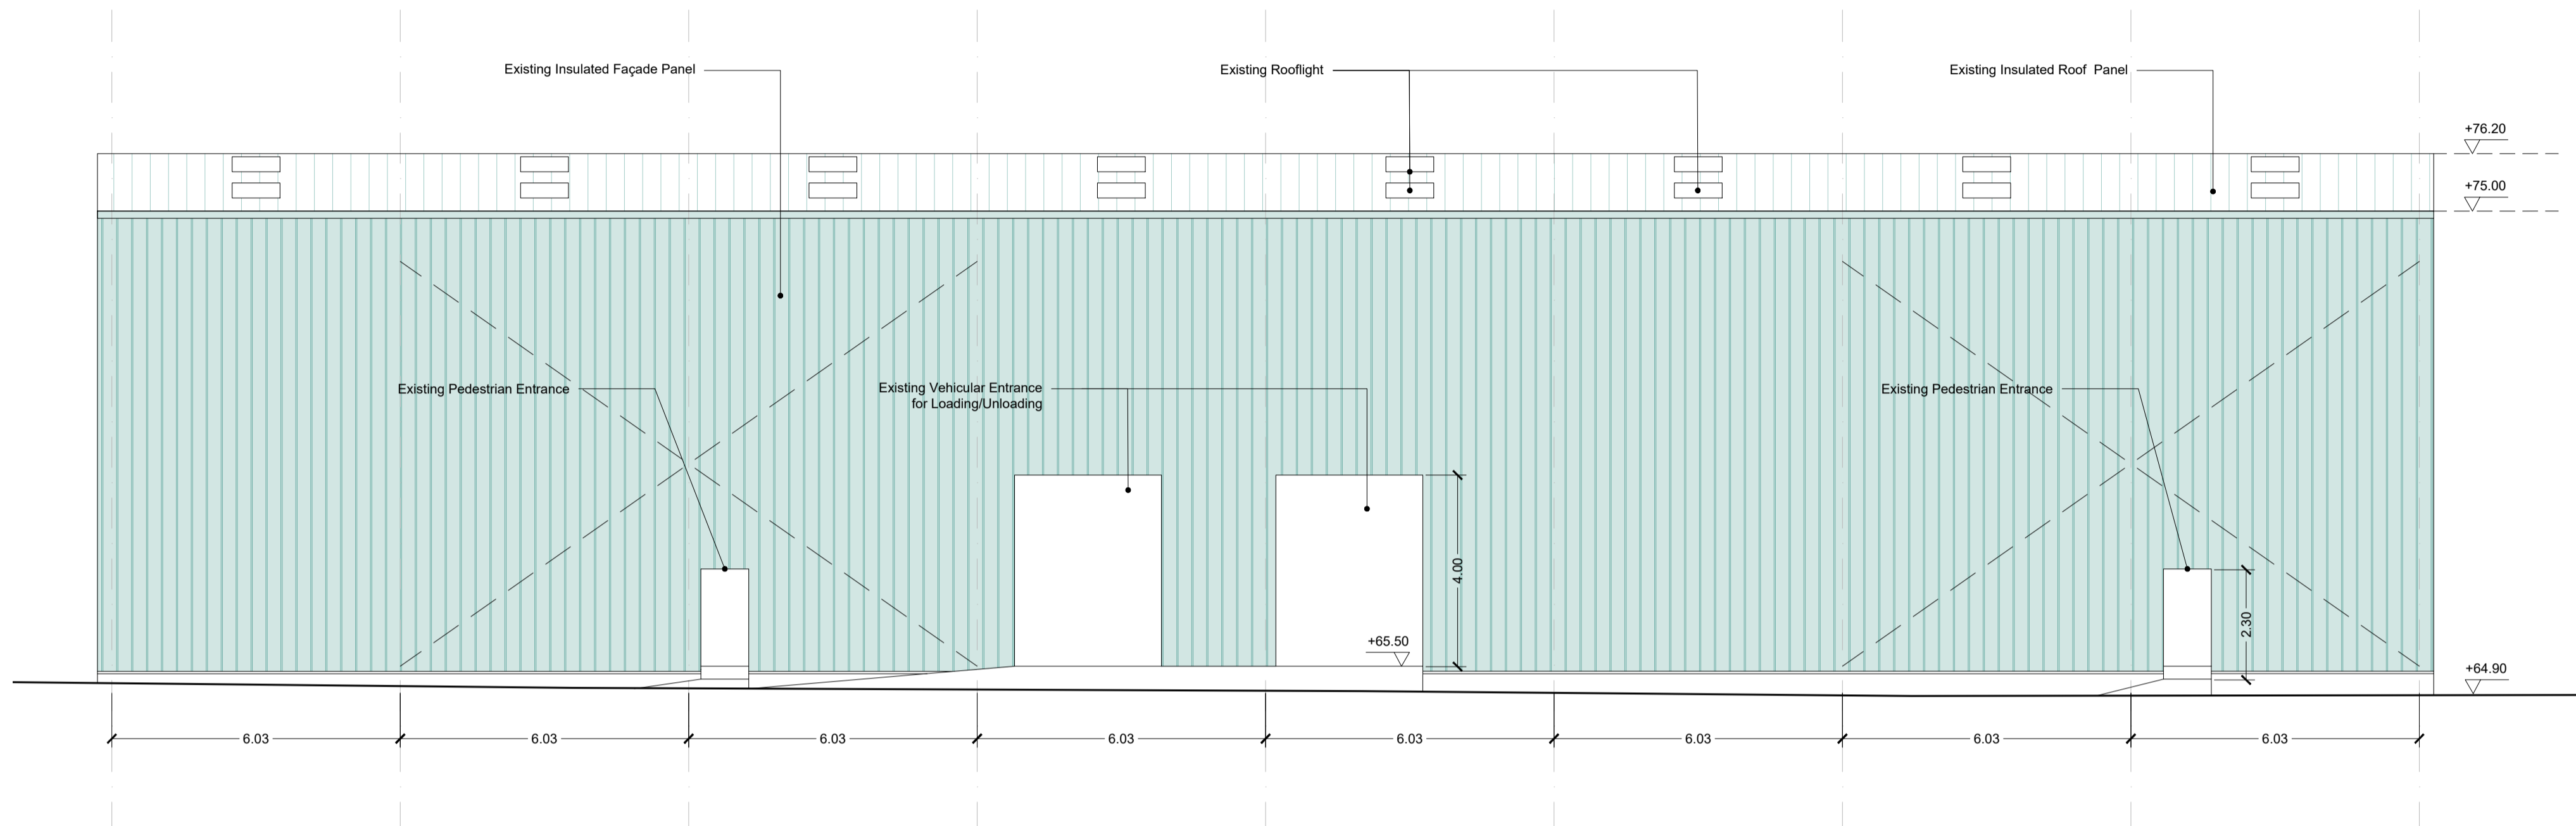 Existing Insulated Façade Panel
Existing Rooflight
Existing Insulated Roof  Panel
+76.20
+75.00
Existing Pedestrian Entrance
Existing Vehicular Entrance
for Loading/Unloading
Existing Pedestrian Entrance
4.00
2.30
+65.50
+64.90
6.03
6.03
6.03
6.03
6.03
6.03
6.03
6.03